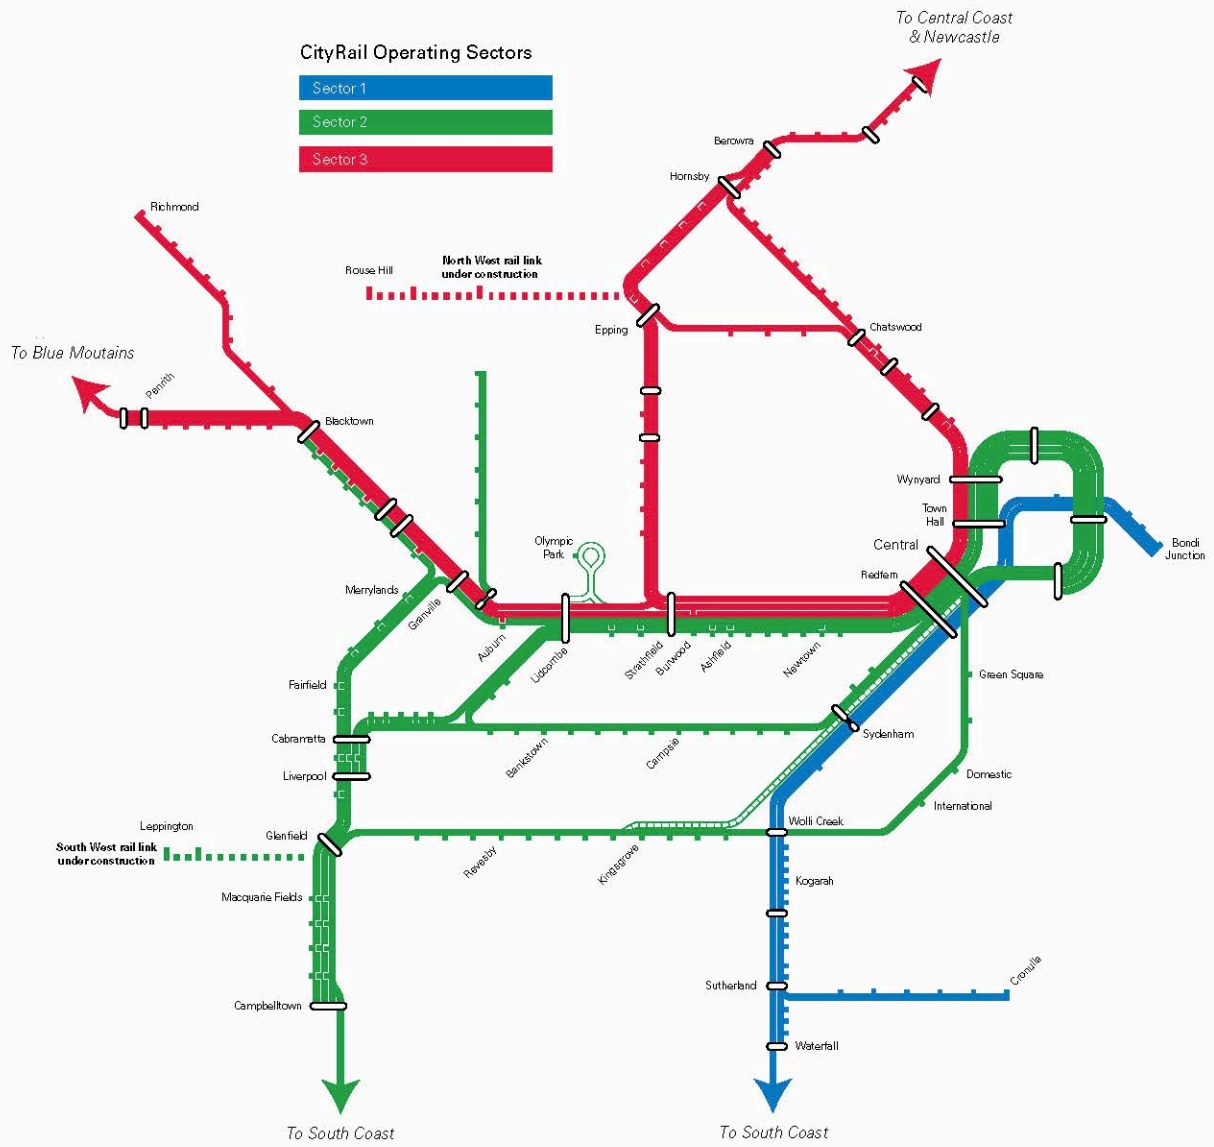 To Central Coast
& Newcastle
CityRail Operating Sectors
Sector 1
Sector 2
Sector 3
Berowra
Hornsby
Richmond
North West rail link
under construction
Rouse Hill
Epping
Chatswood
To Blue Moutains
Penrith
Blacktown
Wynyard
Town
Hall
Central
Olympic
Park
Bondi
Junction
Redfern
Merrylands
Granville
Auburn
Lidcombe
Strathfield
Burwood
Ashfield
Newtown
Fairfield
Green Square
Cabramatta
Bankstown
Campsie
Sydenham
Liverpool
Domestic
International
Leppington
Wolli Creek
Glenfield
South West rail link
under construction
Revesby
Kingsgrove
Kogarah
Macquarie Fields
Sutherland
Cronulla
Campbelltown
Waterfall
To South Coast
To South Coast